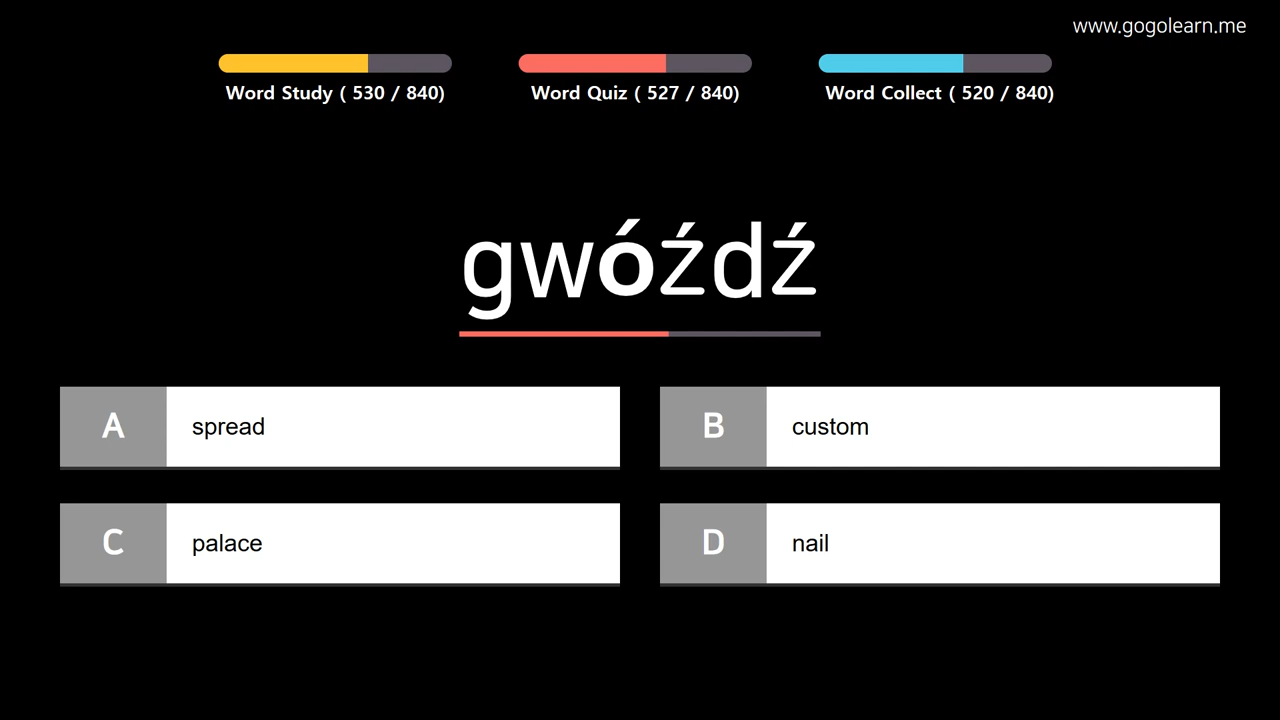 www.gogolearn.me
Word Study ( 530 / 840)
Word Quiz ( 527 / 840)
Word Collect ( 520 / 840)
gwóźdź
A spread
B custom
C palace
D nail